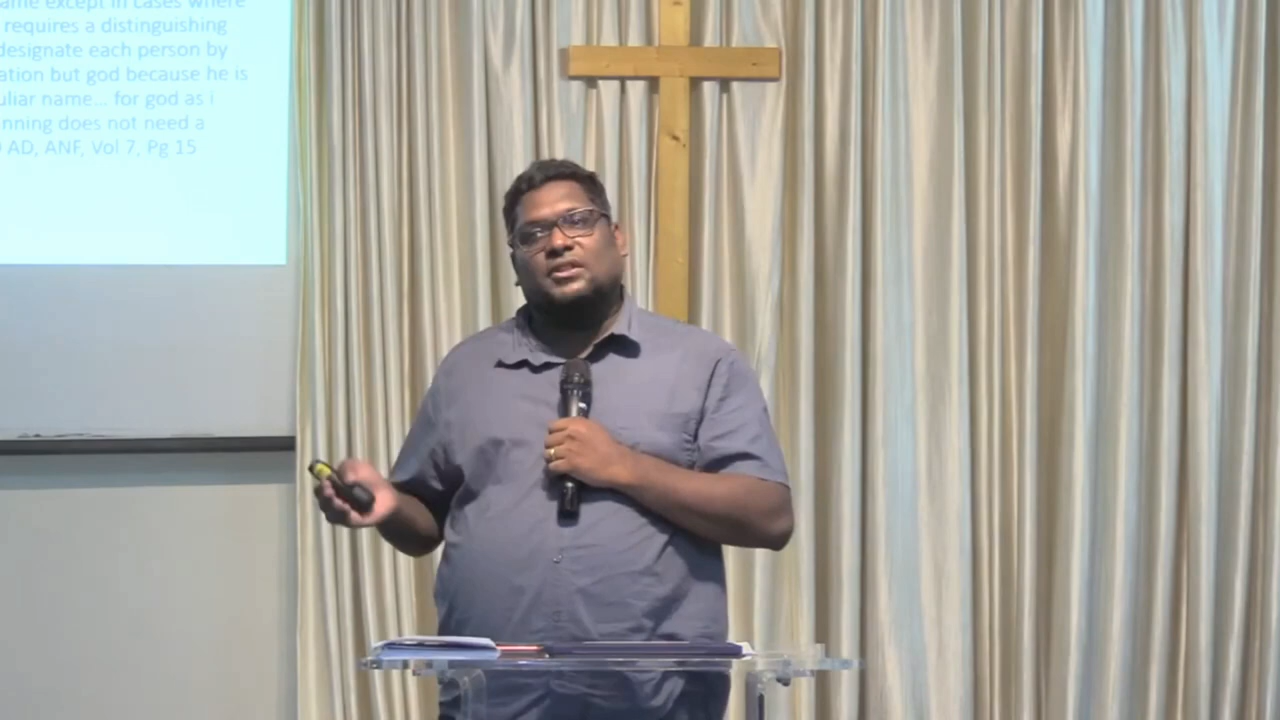 ame except in cases where
requires a distinguishing
designate each person by
ation but god because he is
uliar name... for god as i
nning does not need a
AD, ANF, Vol 7, Pg 15